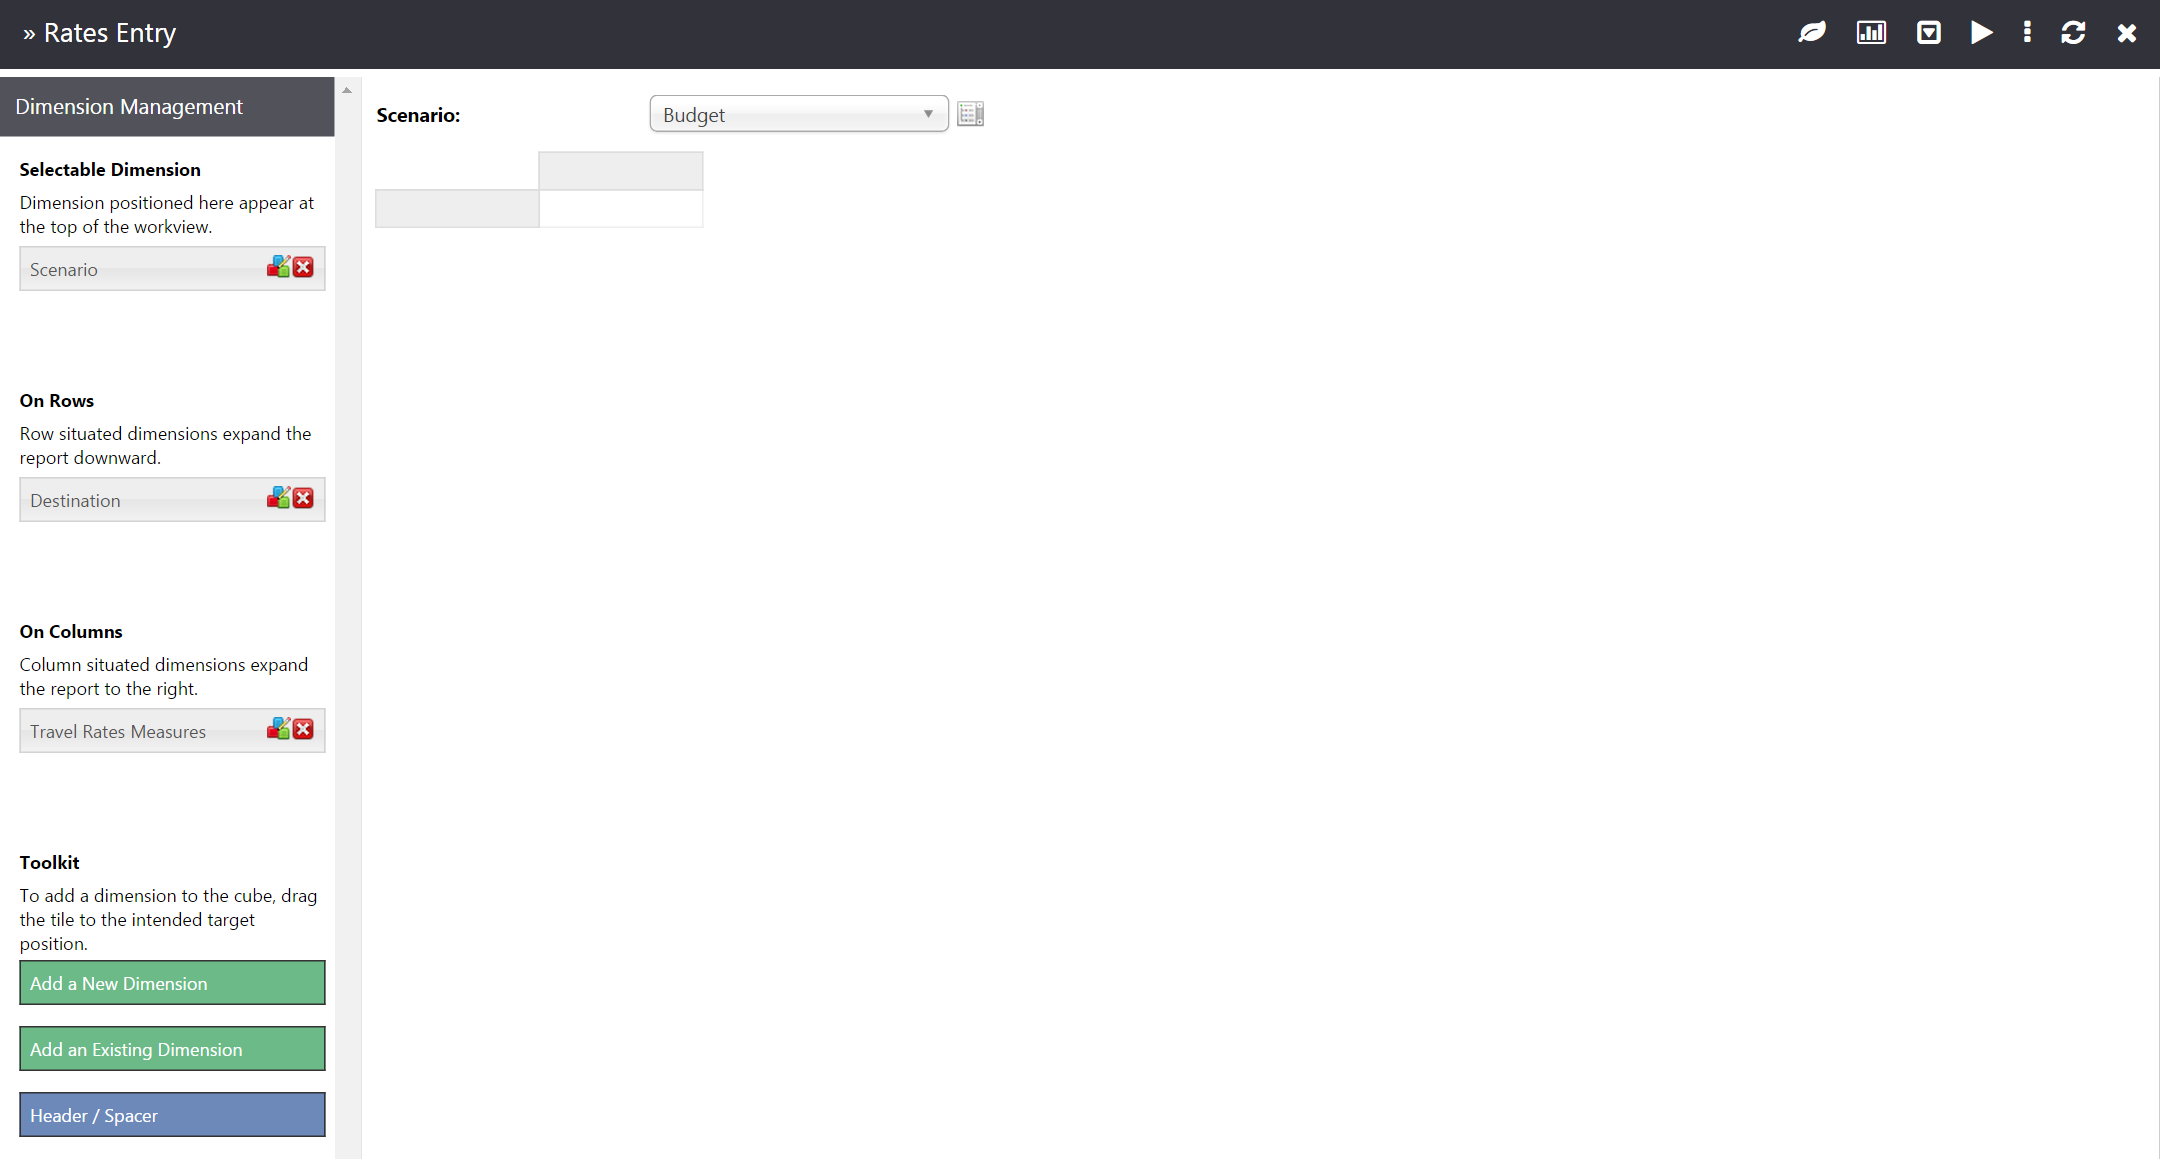 » Rates Entry
Dimension Management
Selectable Dimension
Dimension positioned here appear at
the top of the workview.
Scenario
On Rows
Row situated dimensions expand the
report downward.
Destination
On Columns
Column situated dimensions expand
the report to the right.
Travel Rates Measures
Toolkit
To add a dimension to the cube, drag
the tile to the intended target
position.
Add a New Dimension
Add an Existing Dimension
Header / Spacer
Scenario:
Budget